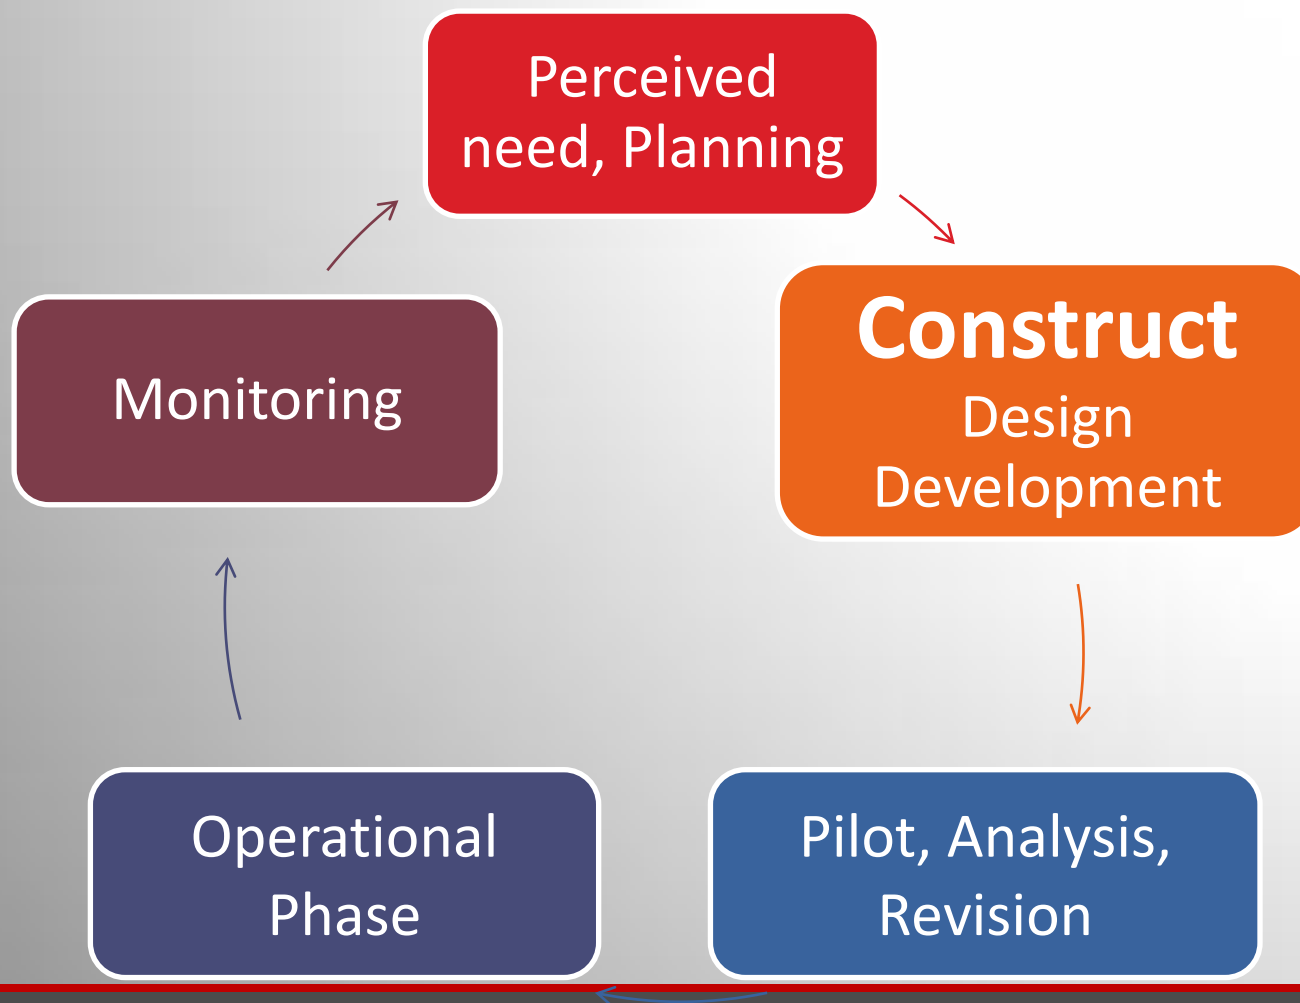 Perceived
need, Planning
Construct
Design
Development
Pilot, Analysis,
Revision
Operational
Phase
Monitoring